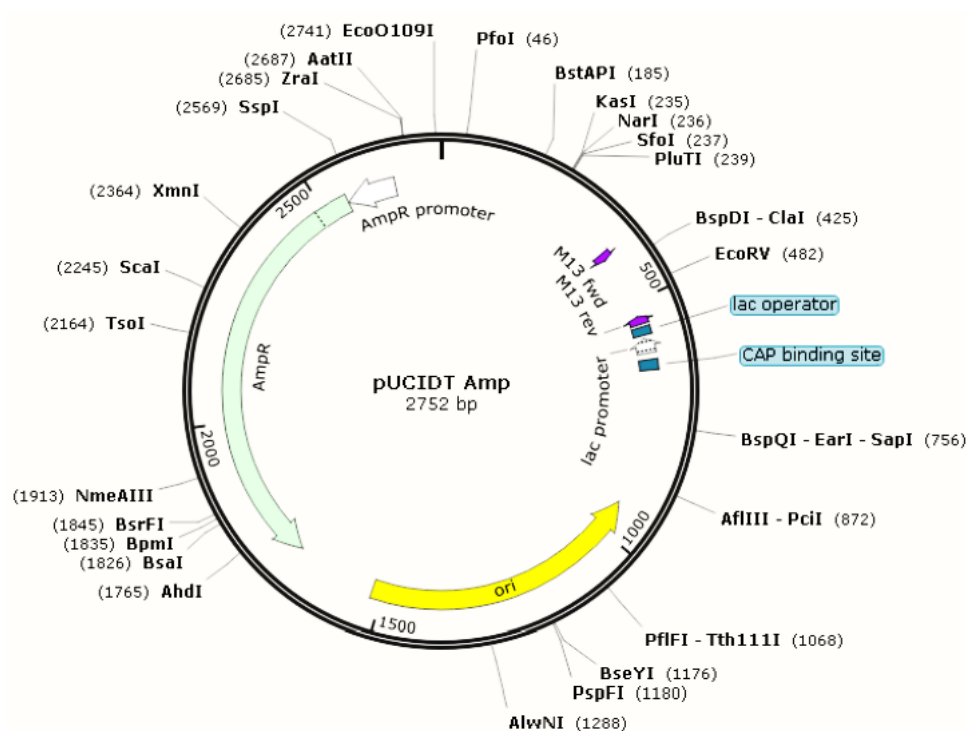 (2741) EcoO109I
PfoI (46)
(2687) AatII
(2685) ZraI
BstAPI (185)
(2569) SspI
KasI (235)
NarI (236)
SfoI (237)
PluTI (239)
(2364) XmnI
2500
AmpR promoter
BspDI - ClaI (425)
M13 fwd
EcoRV (482)
500
(2245) ScaI
M13 rev
lac operator
(2164) TsoI
AmpR
CAP binding site
pUCIDT Amp
2752 bp
lac promoter
2000
BspQI - EarI - SapI (756)
(1913) NmeAIII
(1845) BsrFI
AflIII - PciI (872)
(1835) BpmI
1000
(1826) BsaI
(1765) AhdI
ori
1500
PflFI - Tth111I (1068)
BseYI (1176)
PspFI (1180)
AlwNI (1288)